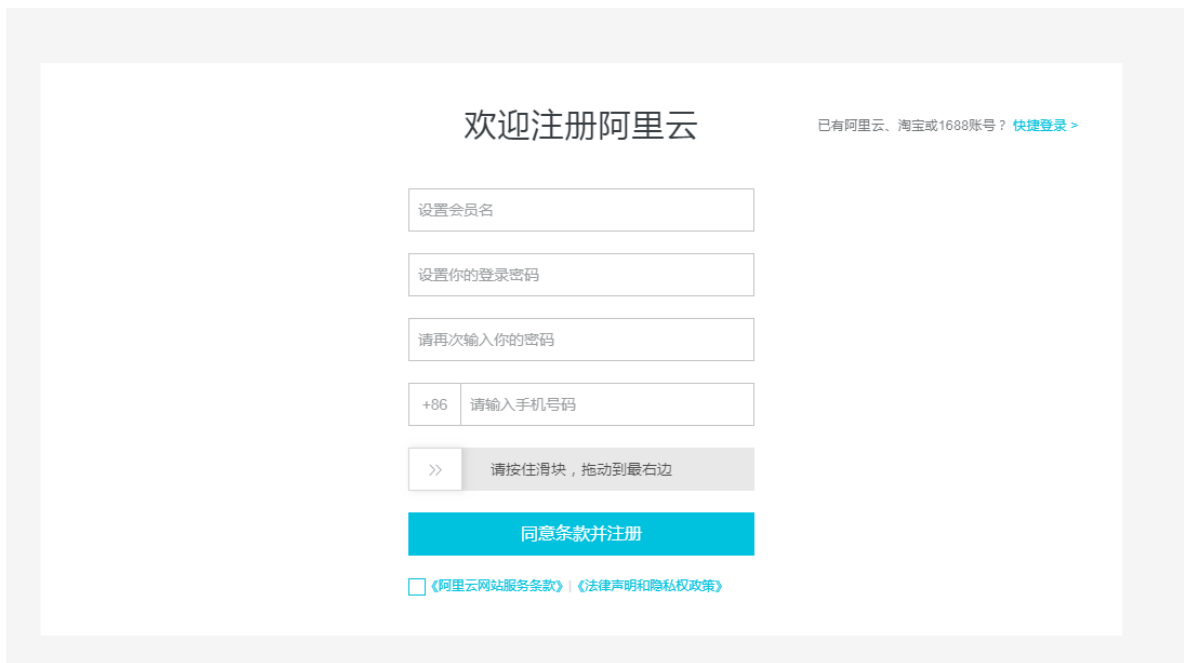 欢迎注册阿里云
已有阿里云、淘宝或1688账号？ 快捷登录 >
设置会员名
设置你的登录密码
请再次输入你的密码
+86 请输入手机号码
>> 请按住滑块，拖动到最右边
同意条款并注册
《阿里云网站服务条款》 | 《法律声明和隐私权政策》